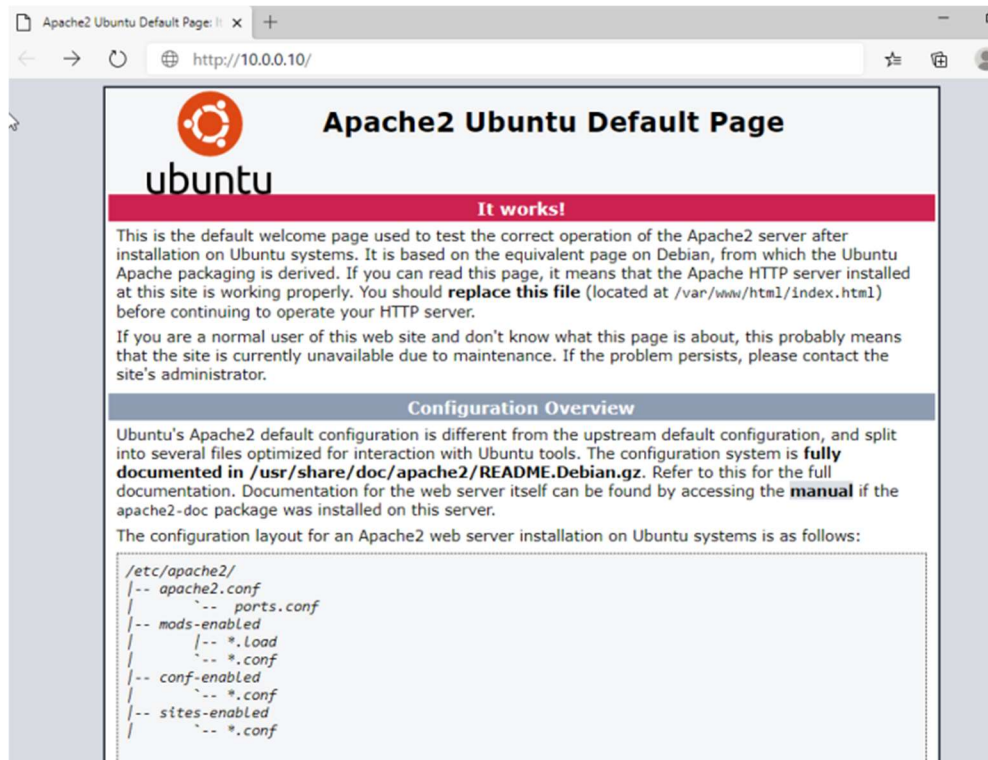 Apache2 Ubuntu Default Page: It
http://10.0.0.10/
ubuntu
Apache2 Ubuntu Default Page
It works!
This is the default welcome page used to test the correct operation of the Apache2 server after
installation on Ubuntu systems. It is based on the equivalent page on Debian, from which the Ubuntu
Apache packaging is derived. If you can read this page, it means that the Apache HTTP server installed
at this site is working properly. You should replace this file (located at /var/www/html/index.html)
before continuing to operate your HTTP server.
If you are a normal user of this web site and don't know what this page is about, this probably means
that the site is currently unavailable due to maintenance. If the problem persists, please contact the
site's administrator.
Configuration Overview
Ubuntu's Apache2 default configuration is different from the upstream default configuration, and split
into several files optimized for interaction with Ubuntu tools. The configuration system is fully
documented in /usr/share/doc/apache2/README.Debian.gz. Refer to this for the full
documentation. Documentation for the web server itself can be found by accessing the manual if the
apache2-doc package was installed on this server.
The configuration layout for an Apache2 web server installation on Ubuntu systems is as follows:
/etc/apache2/
|-- apache2.conf
|       `--  ports.conf
|-- mods-enabled
|       |-- *.load
|       `-- *.conf
|-- conf-enabled
|       `-- *.conf
|-- sites-enabled
|       `-- *.conf